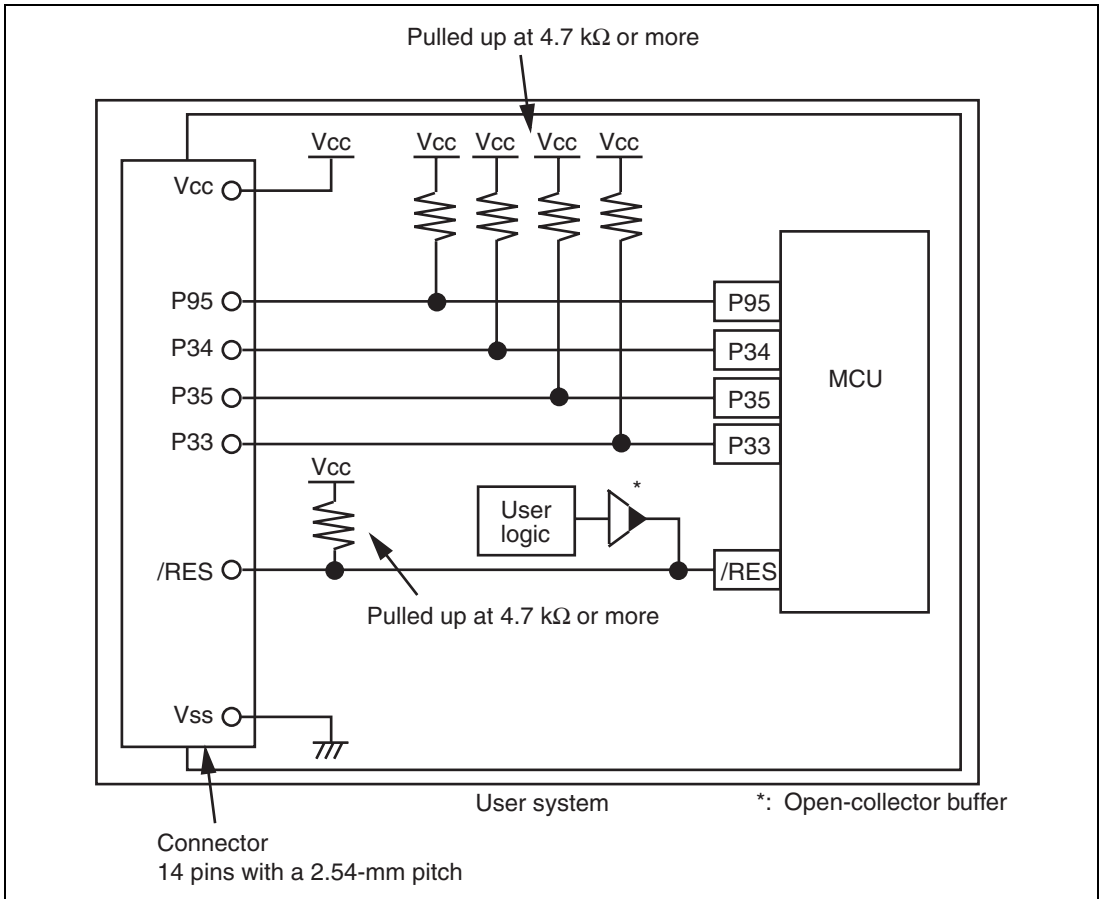 Pulled up at 4.7 kΩ or more
Vcc
Vcc
Vcc
Vcc
Vcc
Vcc
P95
P95
P34
P34
MCU
P35
P35
P33
P33
Vcc
*
User
logic
/RES
/RES
Pulled up at 4.7 kΩ or more
Vss
User system
*: Open-collector buffer
Connector
14 pins with a 2.54-mm pitch